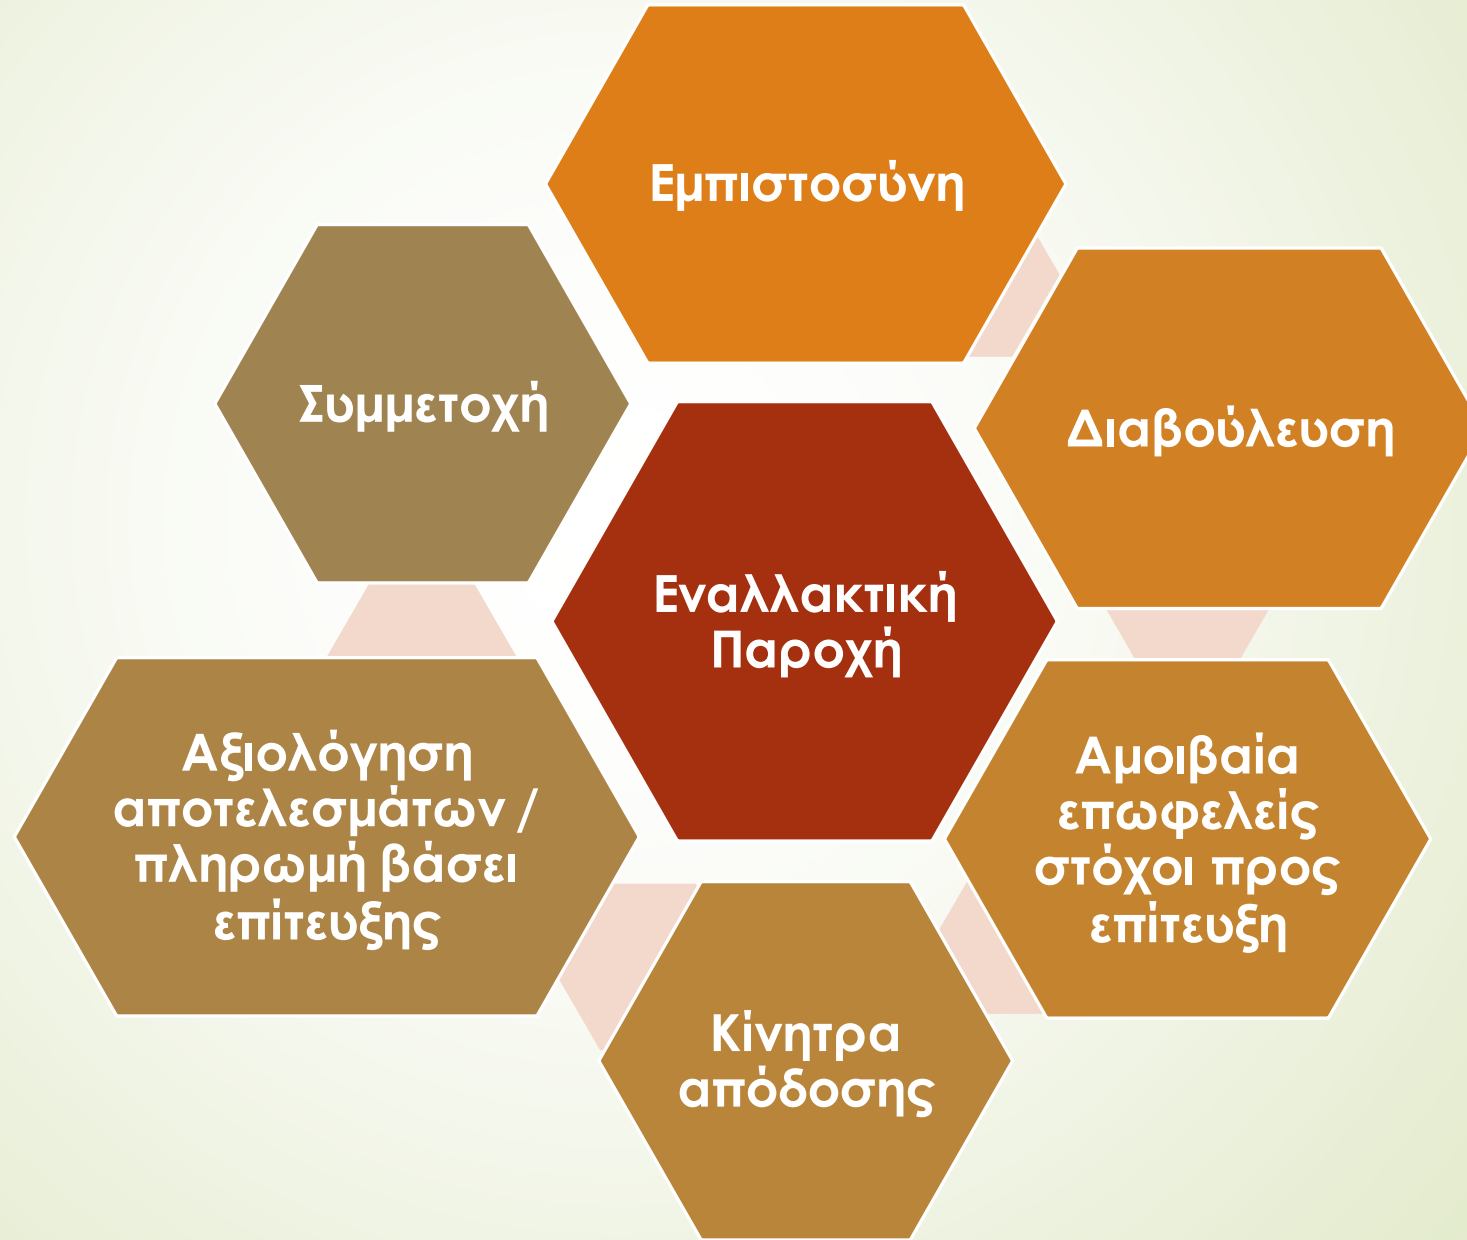 Εμπιστοσύνη
Διαβούλευση
Συμμετοχή
Εναλλακτική
Παροχή
Αμοιβαία
επωφελείς
στόχοι προς
επίτευξη
Κίνητρα
απόδοσης
Αξιολόγηση
αποτελεσμάτων /
πληρωμή βάσει
επίτευξης